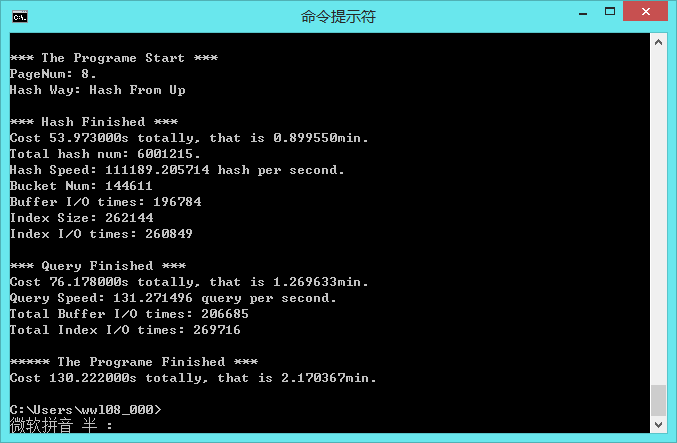 命令提示符
*** The Programe Start ***
PageNum: 8.
Hash Way: Hash From Up
*** Hash Finished ***
Cost 53.973000s totally, that is 0.899550min.
Total hash num: 6001215.
Hash Speed: 111189.205714 hash per second.
Bucket Num: 144611
Buffer I/O times: 196784
Index Size: 262144
Index I/O times: 260849
*** Query Finished ***
Cost 76.178000s totally, that is 1.269633min.
Query Speed: 131.271496 query per second.
Total Buffer I/O times: 206685
Total Index I/O times: 269716
***** The Programe Finished ***
Cost 130.222000s totally, that is 2.170367min.
C:\Users\wwl08_000>
微软拼音 半 :